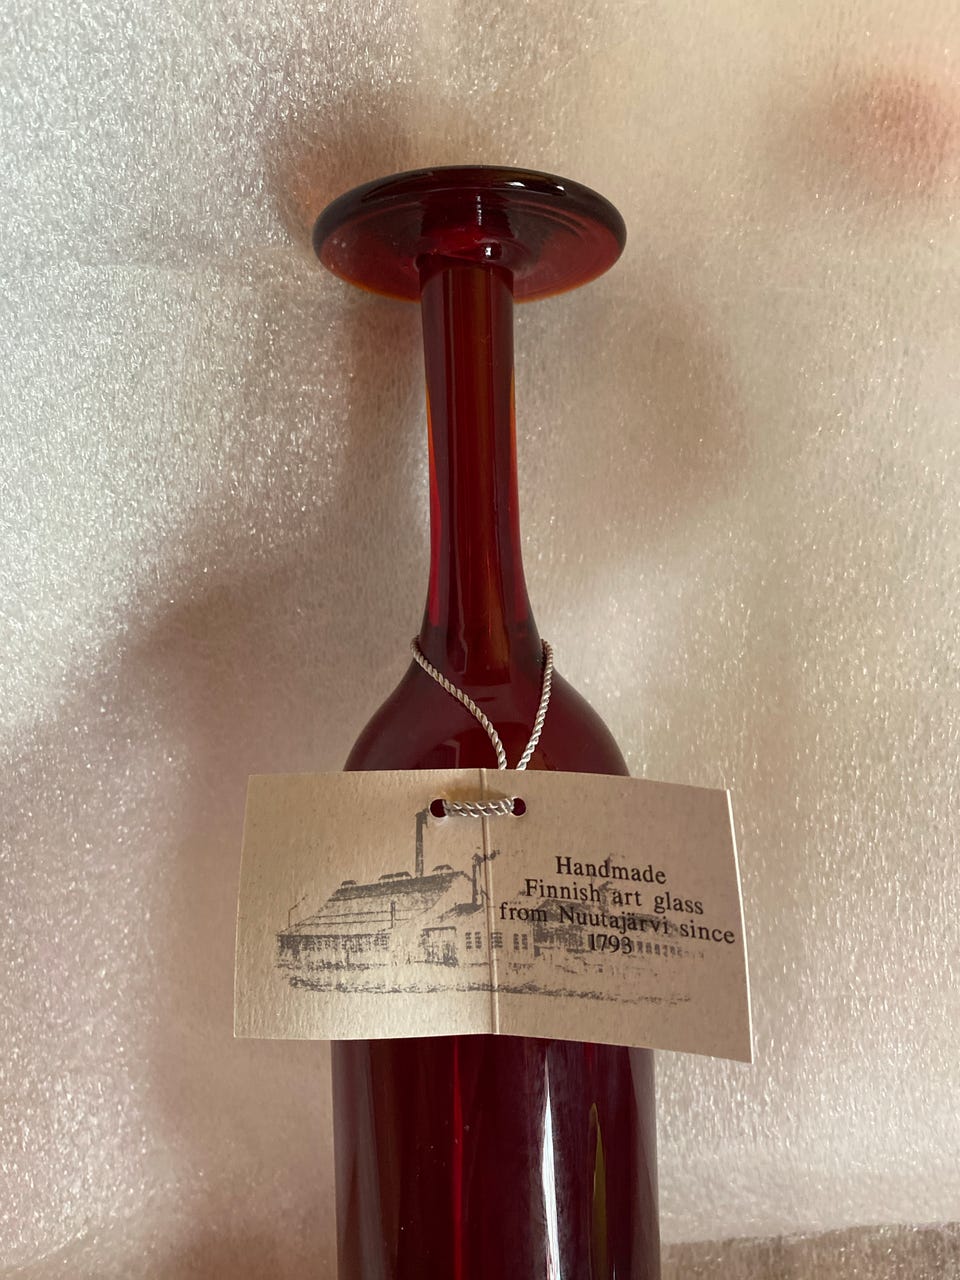 Handmade
Finnish art glass
from Nuutajärvi since
1793